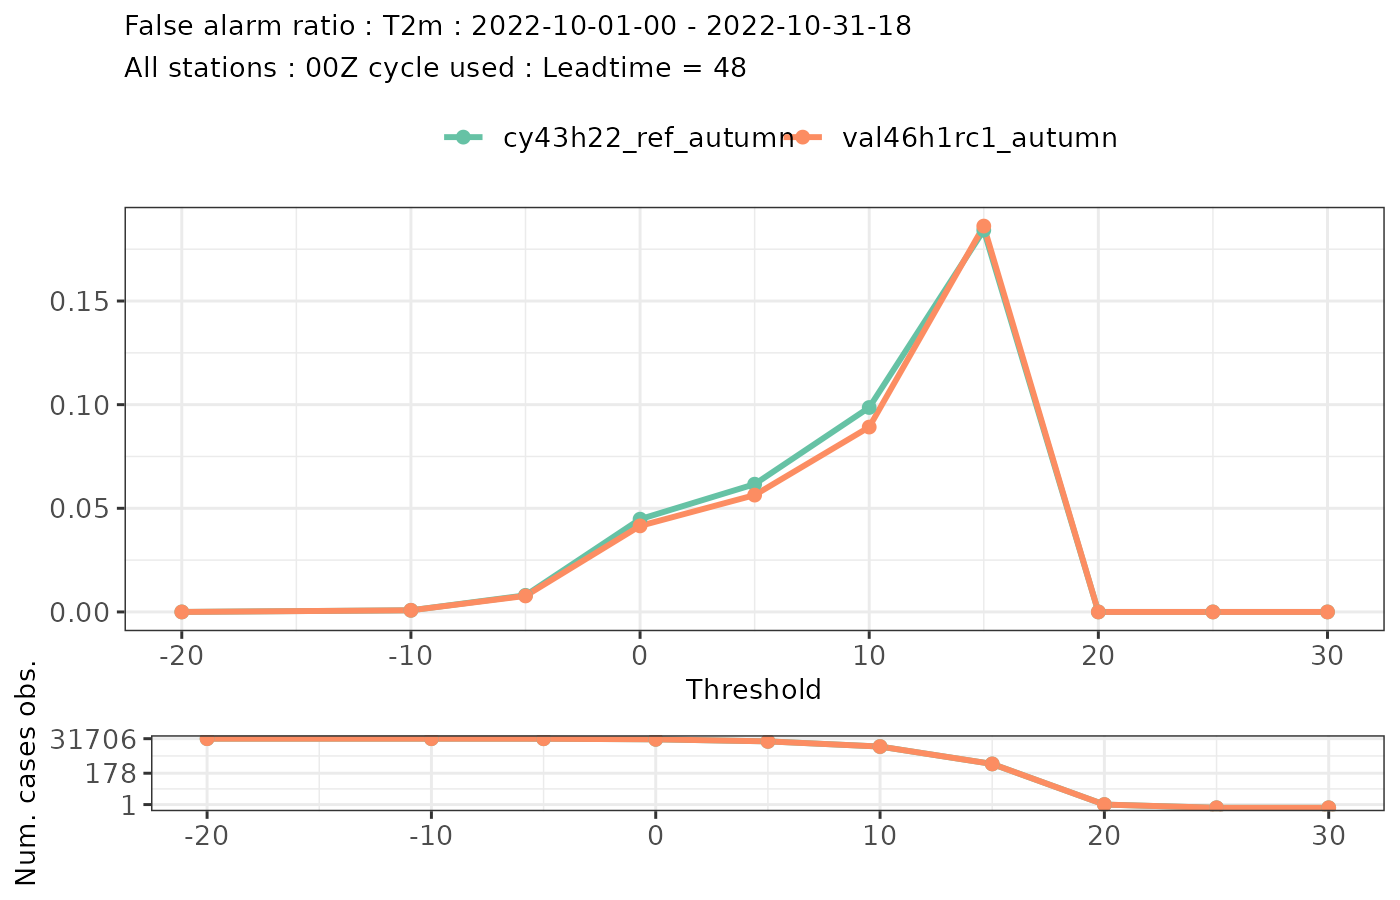 False alarm ratio : T2m : 2022-10-01-00 - 2022-10-31-18
All stations : 00Z cycle used : Leadtime = 48
cy43h22_ref_autumn val46h1rc1_autumn
0.15
0.10
0.05
0.00
-20 -10 0 10 20 30
Threshold
Num. cases obs.
31706
178
1
-20 -10 0 10 20 30